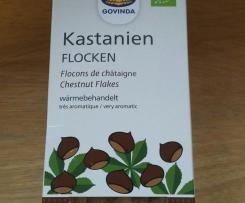 GOVINDA
Kastanien
FLOCKEN
Flocons de châtaigne
Chestnut Flakes
wärmebehandelt
très aromatique / very aromatic